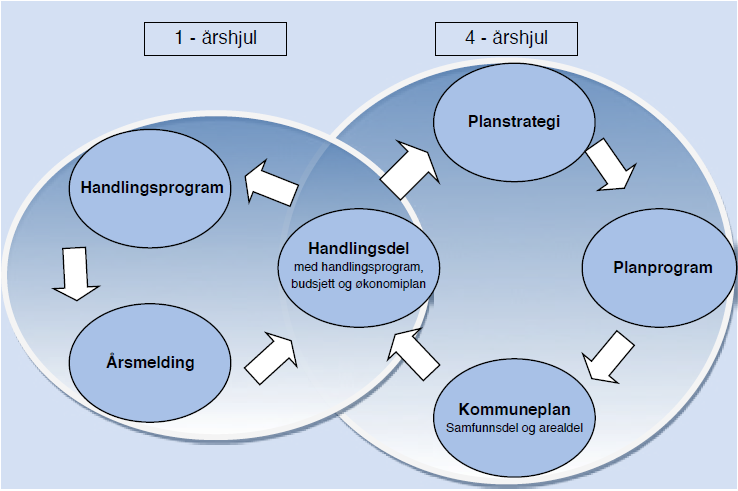 1 - årshjul
4 - årshjul
Planstrategi
Handlingsprogram
Handlingsdel
med handlingsprogram,
budsjett og økonomiplan
Planprogram
Årsmelding
Kommuneplan
Samfunnsdel og arealdel